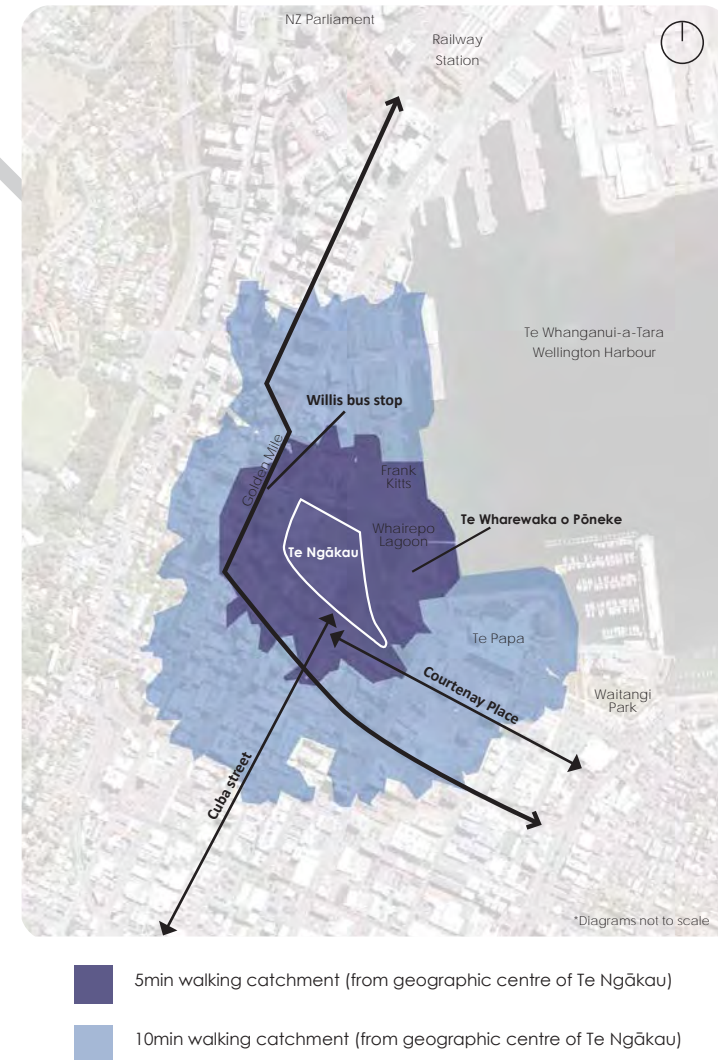 NZ Parliament
Railway
Station
Te Whanganui-a-Tara
Wellington Harbour
Willis bus stop
Golden Mile
Frank
Kitts
Te Wharewaka o Pōneke
Whairepo
Lagoon
Te Ngākau
Te Papa
Courtenay Place
Waitangi
Park
Cuba street
*Diagrams not to scale
5min walking catchment (from geographic centre of Te Ngākau)
10min walking catchment (from geographic centre of Te Ngākau)